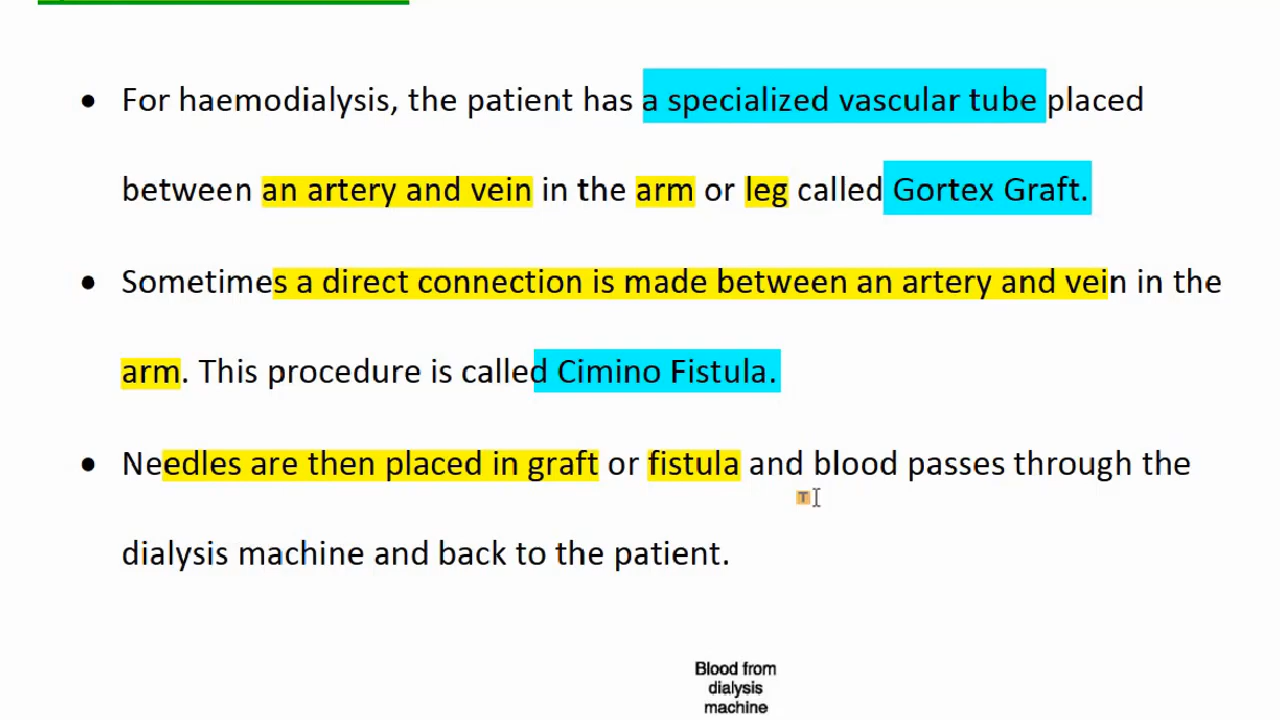 • For haemodialysis, the patient has a specialized vascular tube placed
between an artery and vein in the arm or leg called Gortex Graft.
• Sometimes a direct connection is made between an artery and vein in the
arm. This procedure is called Cimino Fistula.
• Needles are then placed in graft or fistula and blood passes through the
T
dialysis machine and back to the patient.
Blood from
dialysis
machine